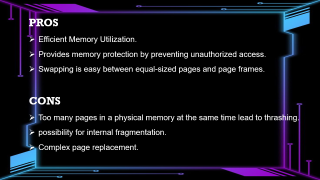 PROS
➢ Efficient Memory Utilization.
➢ Provides memory protection by preventing unauthorized access.
➢ Swapping is easy between equal-sized pages and page frames.
CONS
➢ Too many pages in a physical memory at the same time lead to thrashing.
➢ possibility for internal fragmentation.
➢ Complex page replacement.